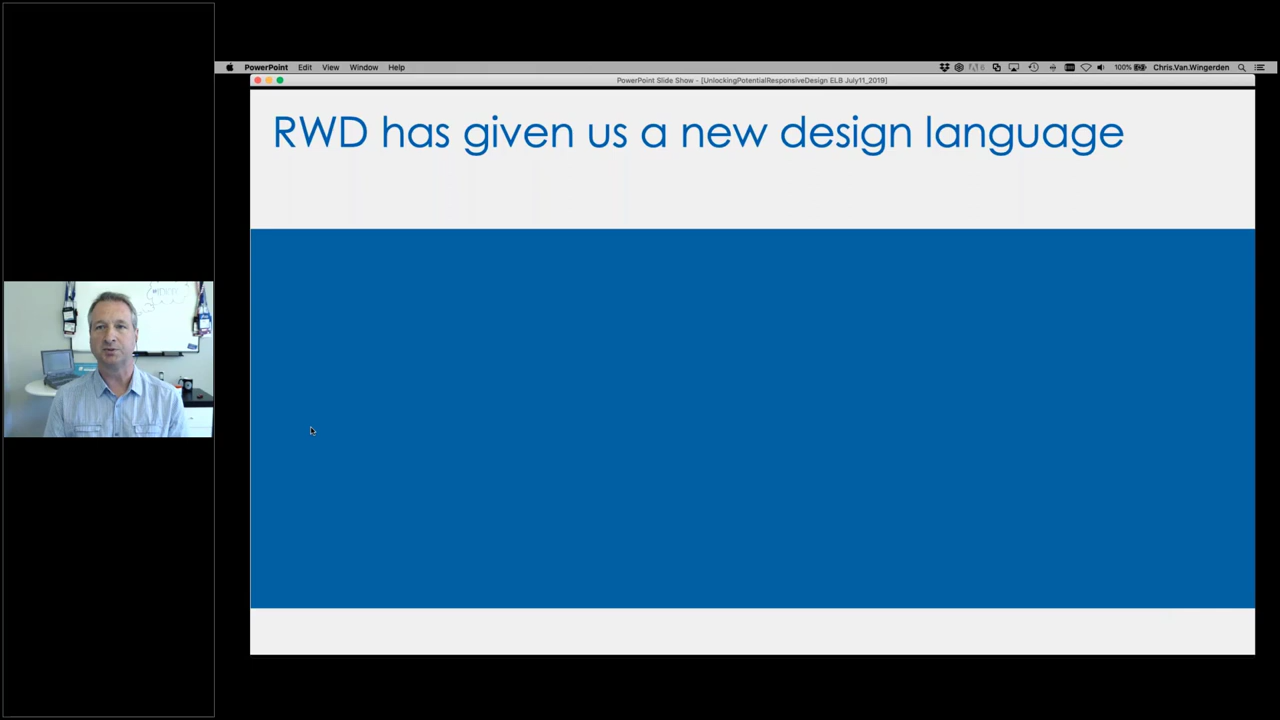 PowerPoint Edit View Window Help 100% Chris.Van.Wingerden
PowerPoint Slide Show - [UnlockingPotentialResponsiveDesign ELB July11_2019]
RWD has given us a new design language